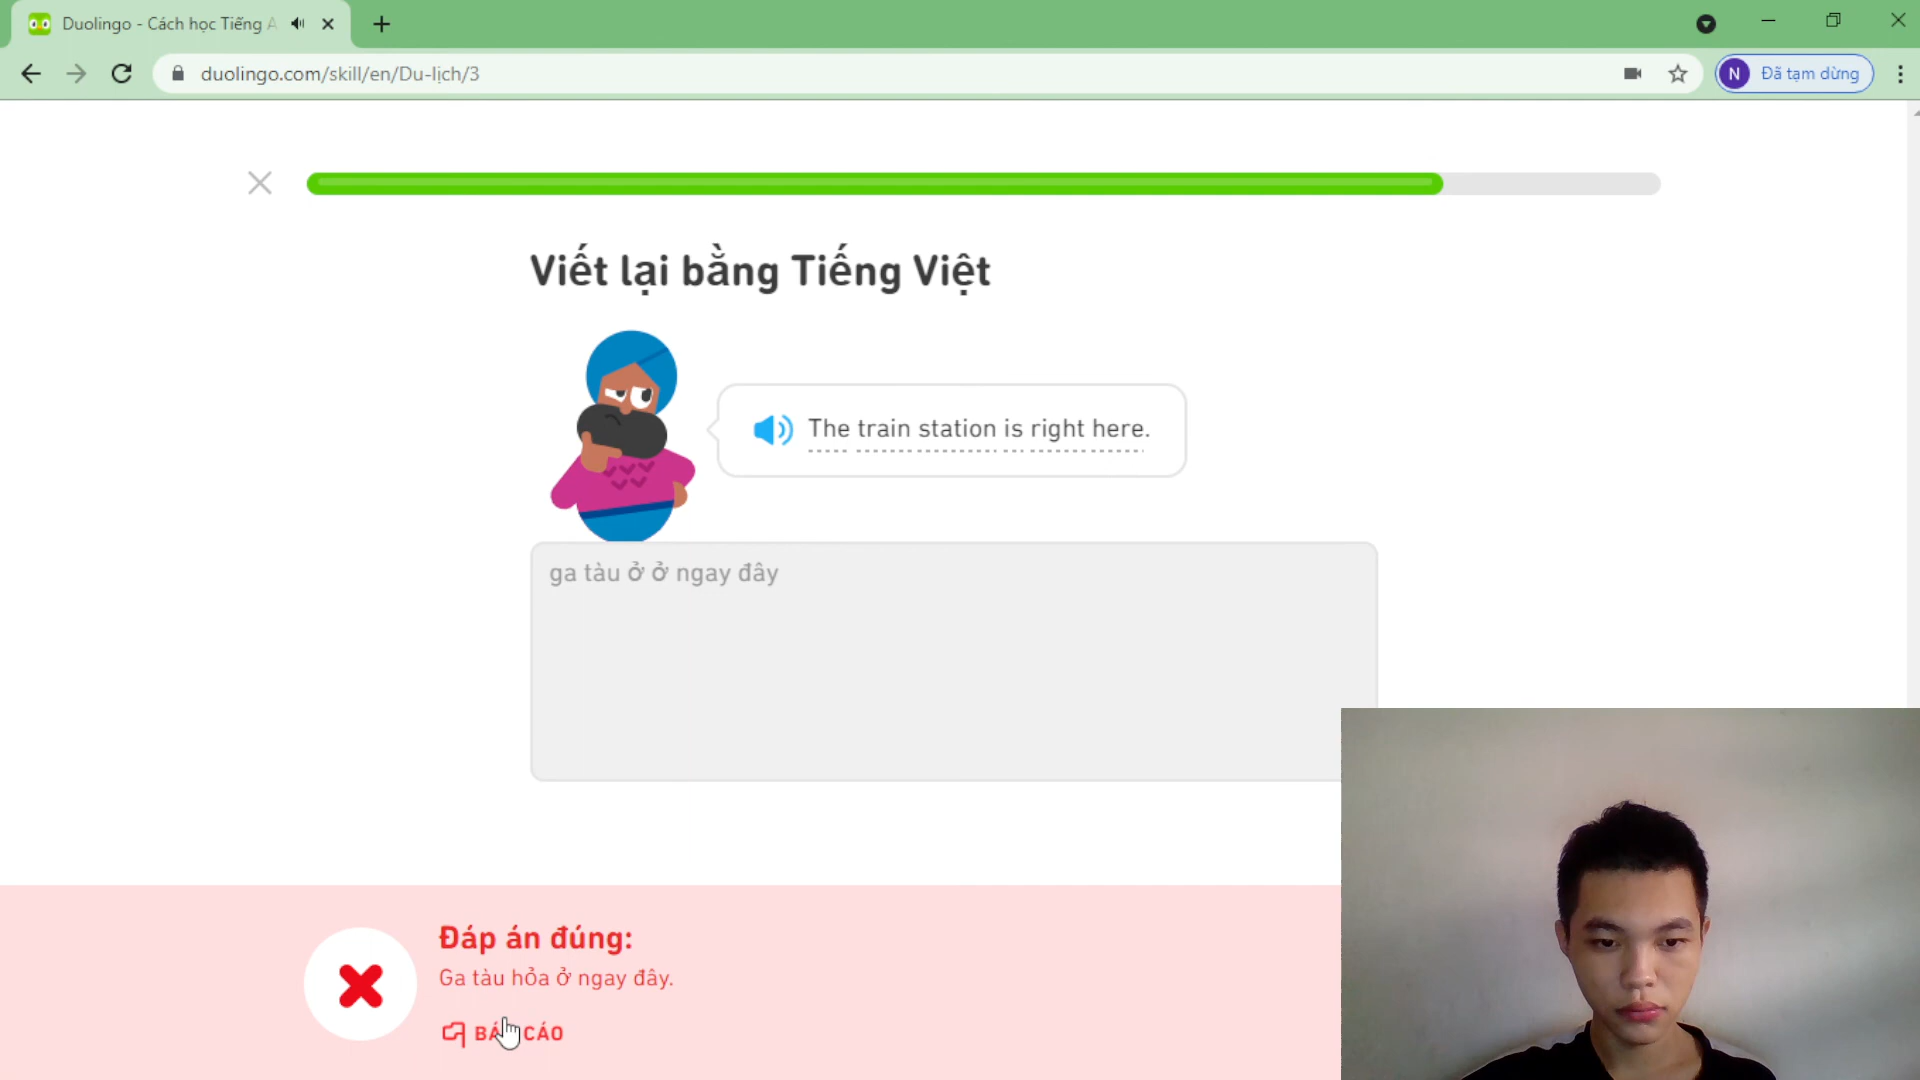 Duolingo - Cách học Tiếng A
duolingo.com/skill/en/Du-lịch/3
N Đã tạm dừng
Viết lại bằng Tiếng Việt
The train station is right here.
ga tàu ở ở ngay đây
Đáp án đúng:
Ga tàu hỏa ở ngay đây.
CÁO